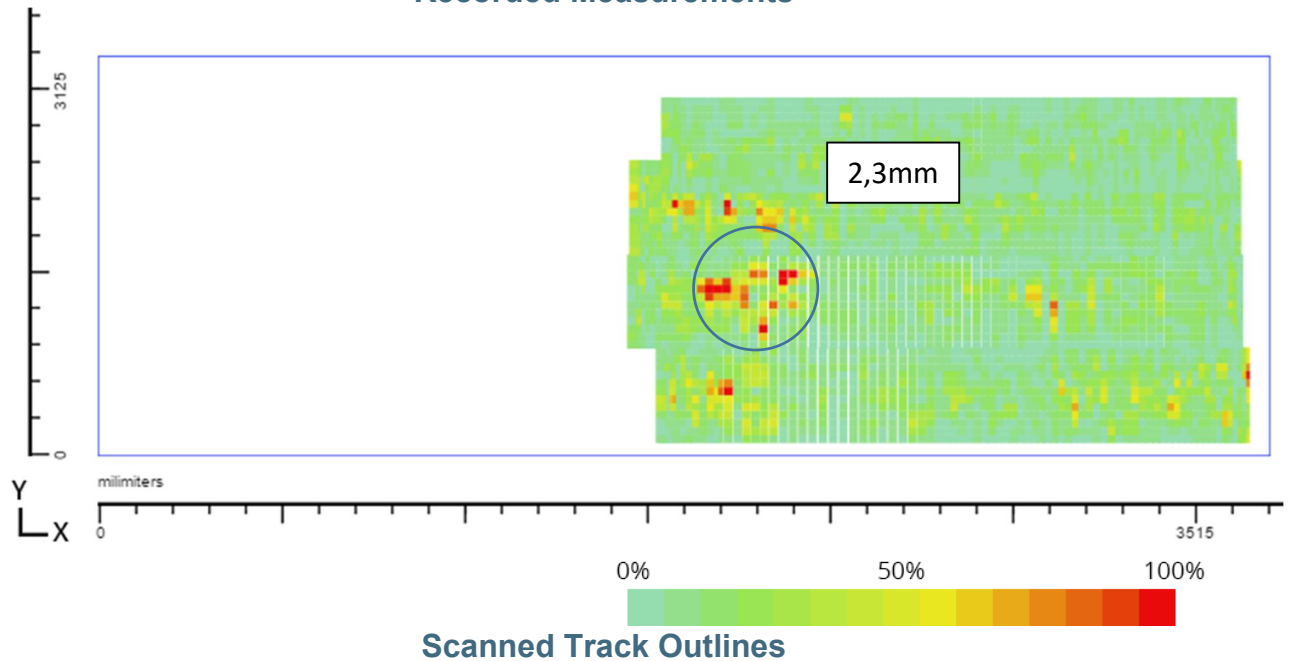 Recorded Measurements
3125
2,3mm
0
Y
milimiters
X
0
3515
0%
50%
100%
Scanned Track Outlines